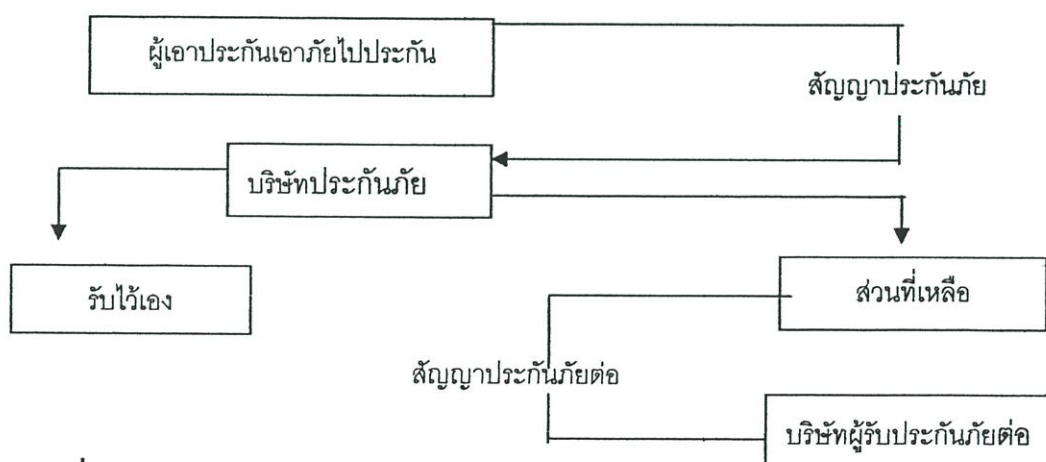 ผู้เอาประกันเอาภัยไปประกัน
สัญญาประกันภัย
บริษัทประกันภัย
รับไว้เอง
ส่วนที่เหลือ
สัญญาประกันภัยต่อ
บริษัทผู้รับประกันภัยต่อ